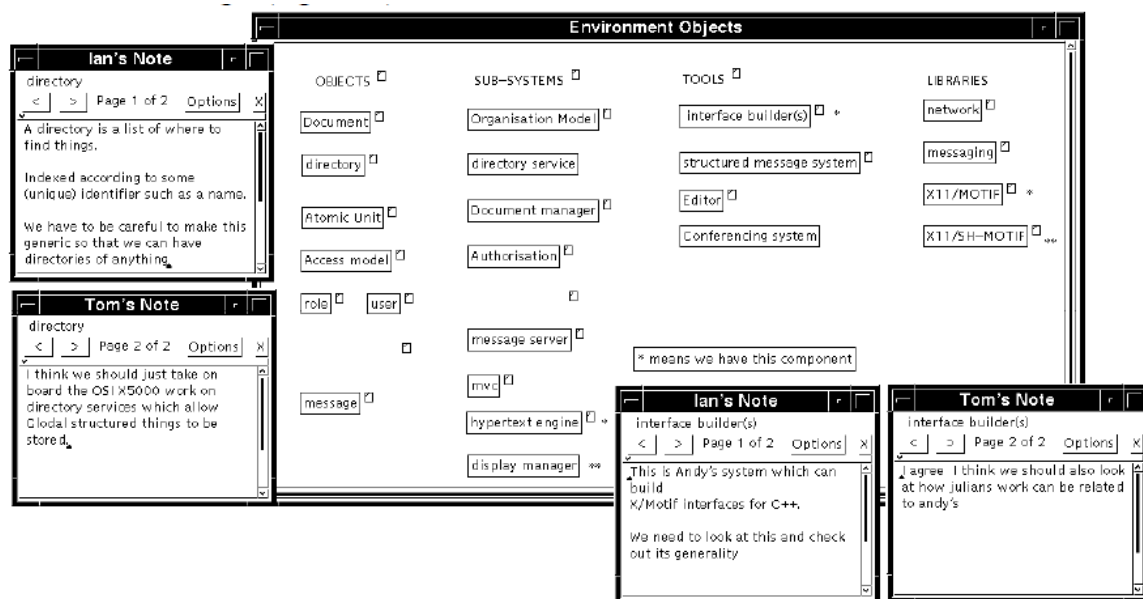 Environment Objects
OBJECTS
Document
directory
Atomic Unit
Access model
role user
message
SUB-SYSTEMS
Organisation Model
directory service
Document manager
Authorisation
message server
mvc
hypertext engine *
display manager **
TOOLS
interface builder(s) *
structured message system
Editor
Conferencing system
* means we have this component
LIBRARIES
network
messaging
X11/MOTIF *
X11/SH-MOTIF **
Ian's Note
directory
< > Page 1 of 2 Options X
A directory is a list of where to
find things.
Indexed according to some
(unique) identifier such as a name.
We have to be careful to make this
generic so that we can have
directories of anything
Tom's Note
directory
< > Page 2 of 2 Options X
I think we should just take on
board the OSI X5000 work on
directory services which allow
Glodal structured things to be
stored.
Ian's Note
interface builder(s)
< > Page 1 of 2 Options X
This is Andy's system which can
build
X/Motif interfaces for C++.
We need to look at this and check
out its generality
Tom's Note
interface builder(s)
< > Page 2 of 2 Options X
I agree I think we should also look
at how julians work can be related
to andy's